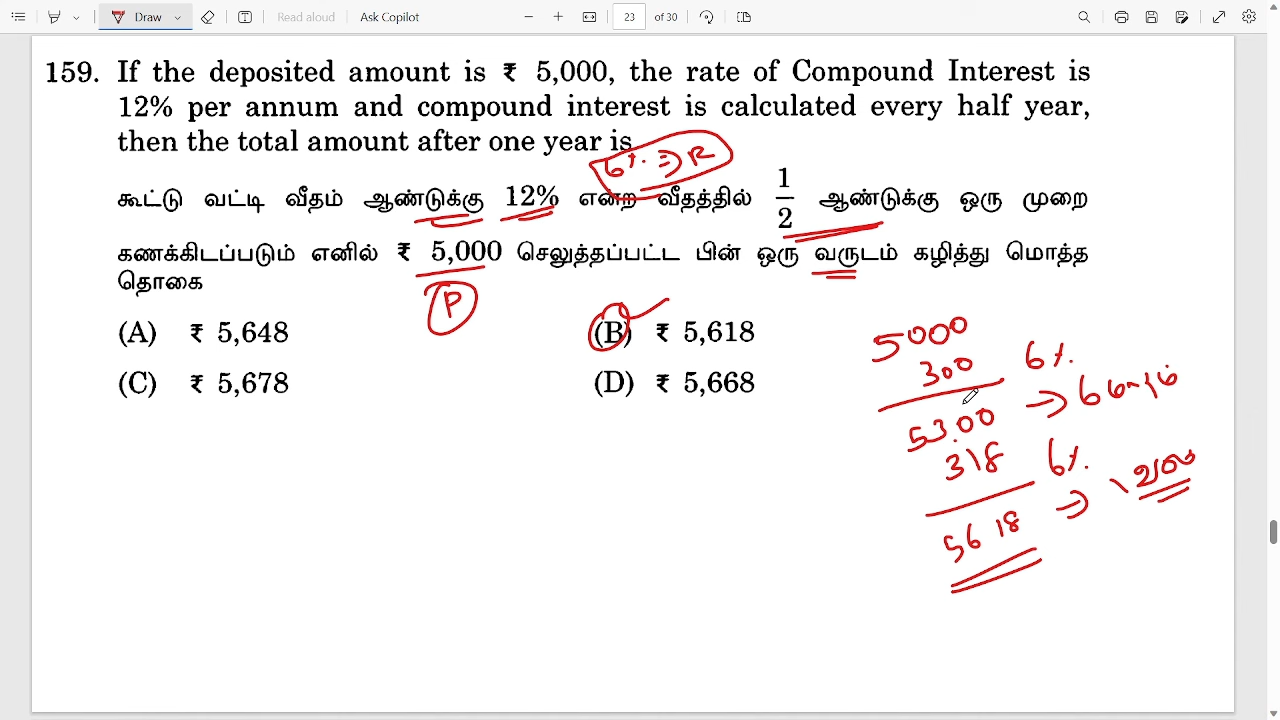 Draw
Read aloud
Ask Copilot
23 of 30
159. If the deposited amount is ₹ 5,000, the rate of Compound Interest is
12% per annum and compound interest is calculated every half year,
then the total amount after one year is
6% ⇒ R
கூட்டு வட்டி வீதம் ஆண்டுக்கு 12% என்ற வீதத்தில் 1/2 ஆண்டுக்கு ஒரு முறை
கணக்கிடப்படும் எனில் ₹ 5,000 செலுத்தப்பட்ட பின் ஒரு வருடம் கழித்து மொத்த
தொகை
P
(A) ₹ 5,648
(B) ₹ 5,618
(C) ₹ 5,678
(D) ₹ 5,668
5000
300 6%
53.00 ⇒ 6
318 6%
5618 ⇒